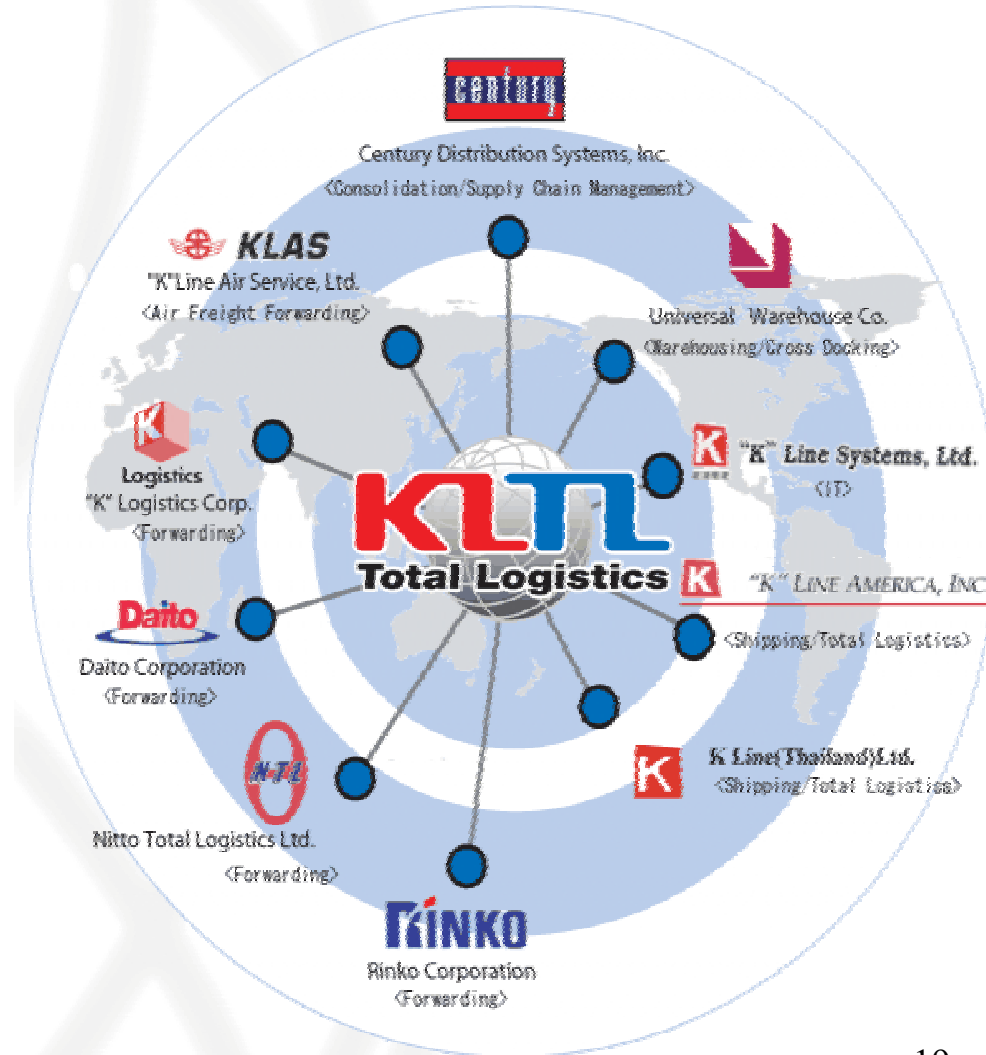 century
Century Distribution Systems, Inc.
<Consolidation/Supply Chain Management>
KLAS
"K"Line Air Service, Ltd.
<Air Freight Forwarding>
Universal Warehouse Co.
<Warehousing/Cross Docking>
K
Logistics
"K" Logistics Corp.
<Forwarding>
K "K" Line Systems, Ltd.
<IT>
KLTL
Total Logistics
K "K" LINE AMERICA, INC
<Shipping/Total Logistics>
Daito
Daito Corporation
<Forwarding>
K K Line(Thailand)Ltd.
<Shipping/Total Logistics>
N-T-L
Nitto Total Logistics Ltd.
<Forwarding>
RINKO
Rinko Corporation
<Forwarding>